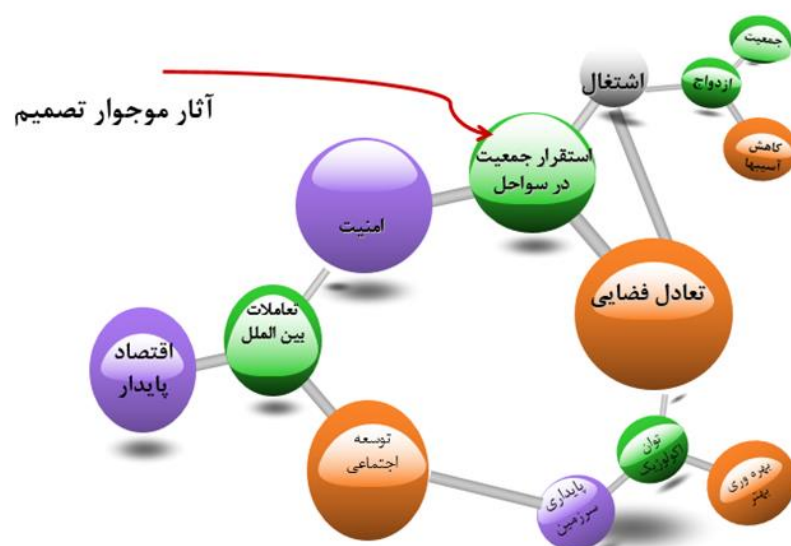 آثار موجوار تصمیم
جمعیت
ازدواج
اشتغال
کاهش
آسیبها
استقرار جمعیت
در سواحل
امنیت
تعادل فضایی
تعاملات
بین الملل
اقتصاد
پایدار
توسعه
اجتماعی
توان
اکولوژیک
بهره وری
بهتر
پایداری
سرزمین